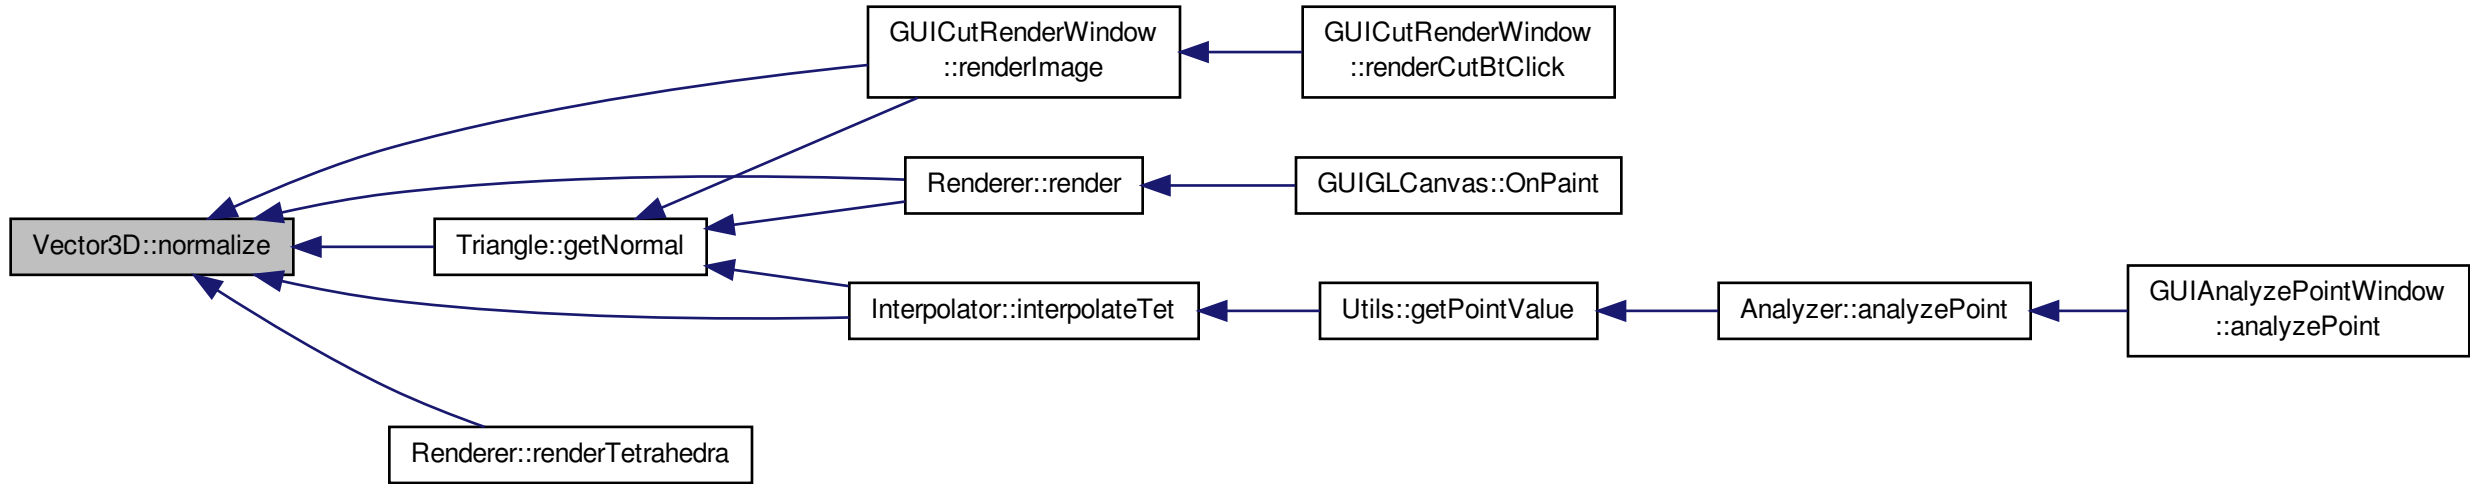 GUICutRenderWindow
::renderImage
GUICutRenderWindow
::renderCutBtClick
Renderer::render
GUIGLCanvas::OnPaint
Vector3D::normalize
Triangle::getNormal
Interpolator::interpolateTet
Utils::getPointValue
Analyzer::analyzePoint
GUIAnalyzePointWindow
::analyzePoint
Renderer::renderTetrahedra